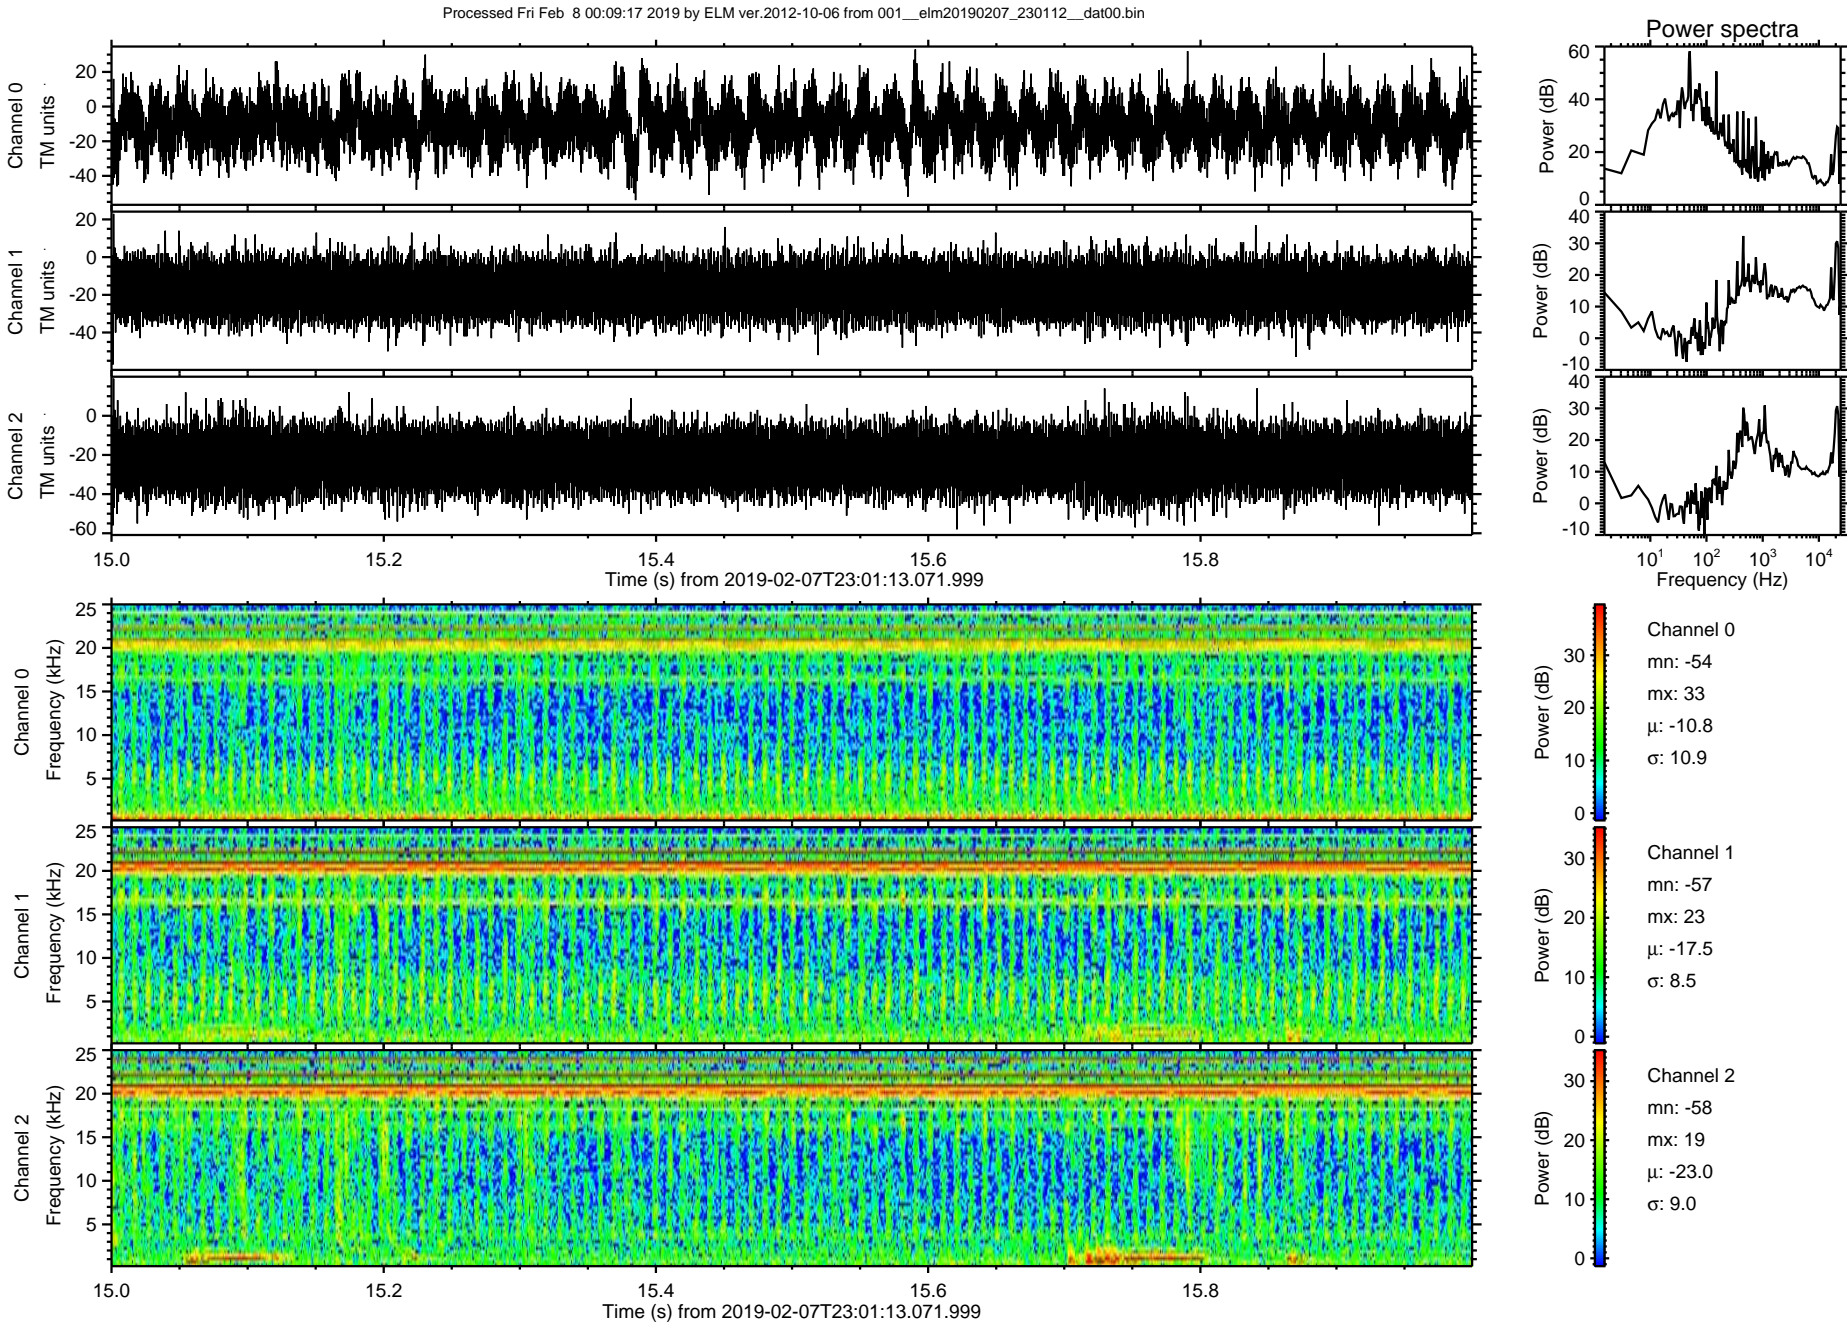 Processed Fri Feb  8 00:09:17 2019 by ELM ver.2012-10-06 from 001__elm20190207_230112__dat00.bin
Power spectra
Channel 0
TM units
20
0
-20
-40
Power (dB)
60
40
20
0
Channel 1
TM units
20
0
-20
-40
Power (dB)
40
30
20
10
0
-10
Channel 2
TM units
0
-20
-40
-60
Power (dB)
40
30
20
10
0
-10
15.0 15.2 15.4 15.6 15.8
Time (s) from 2019-02-07T23:01:13.071.999
10^1 10^2 10^3 10^4
Frequency (Hz)
Channel 0
Frequency (kHz)
25
20
15
10
5
Power (dB)
30
20
10
0
Channel 0
mn: -54
mx: 33
μ: -10.8
σ: 10.9
Channel 1
Frequency (kHz)
25
20
15
10
5
Power (dB)
30
20
10
0
Channel 1
mn: -57
mx: 23
μ: -17.5
σ: 8.5
Channel 2
Frequency (kHz)
25
20
15
10
5
Power (dB)
30
20
10
0
Channel 2
mn: -58
mx: 19
μ: -23.0
σ: 9.0
15.0 15.2 15.4 15.6 15.8
Time (s) from 2019-02-07T23:01:13.071.999